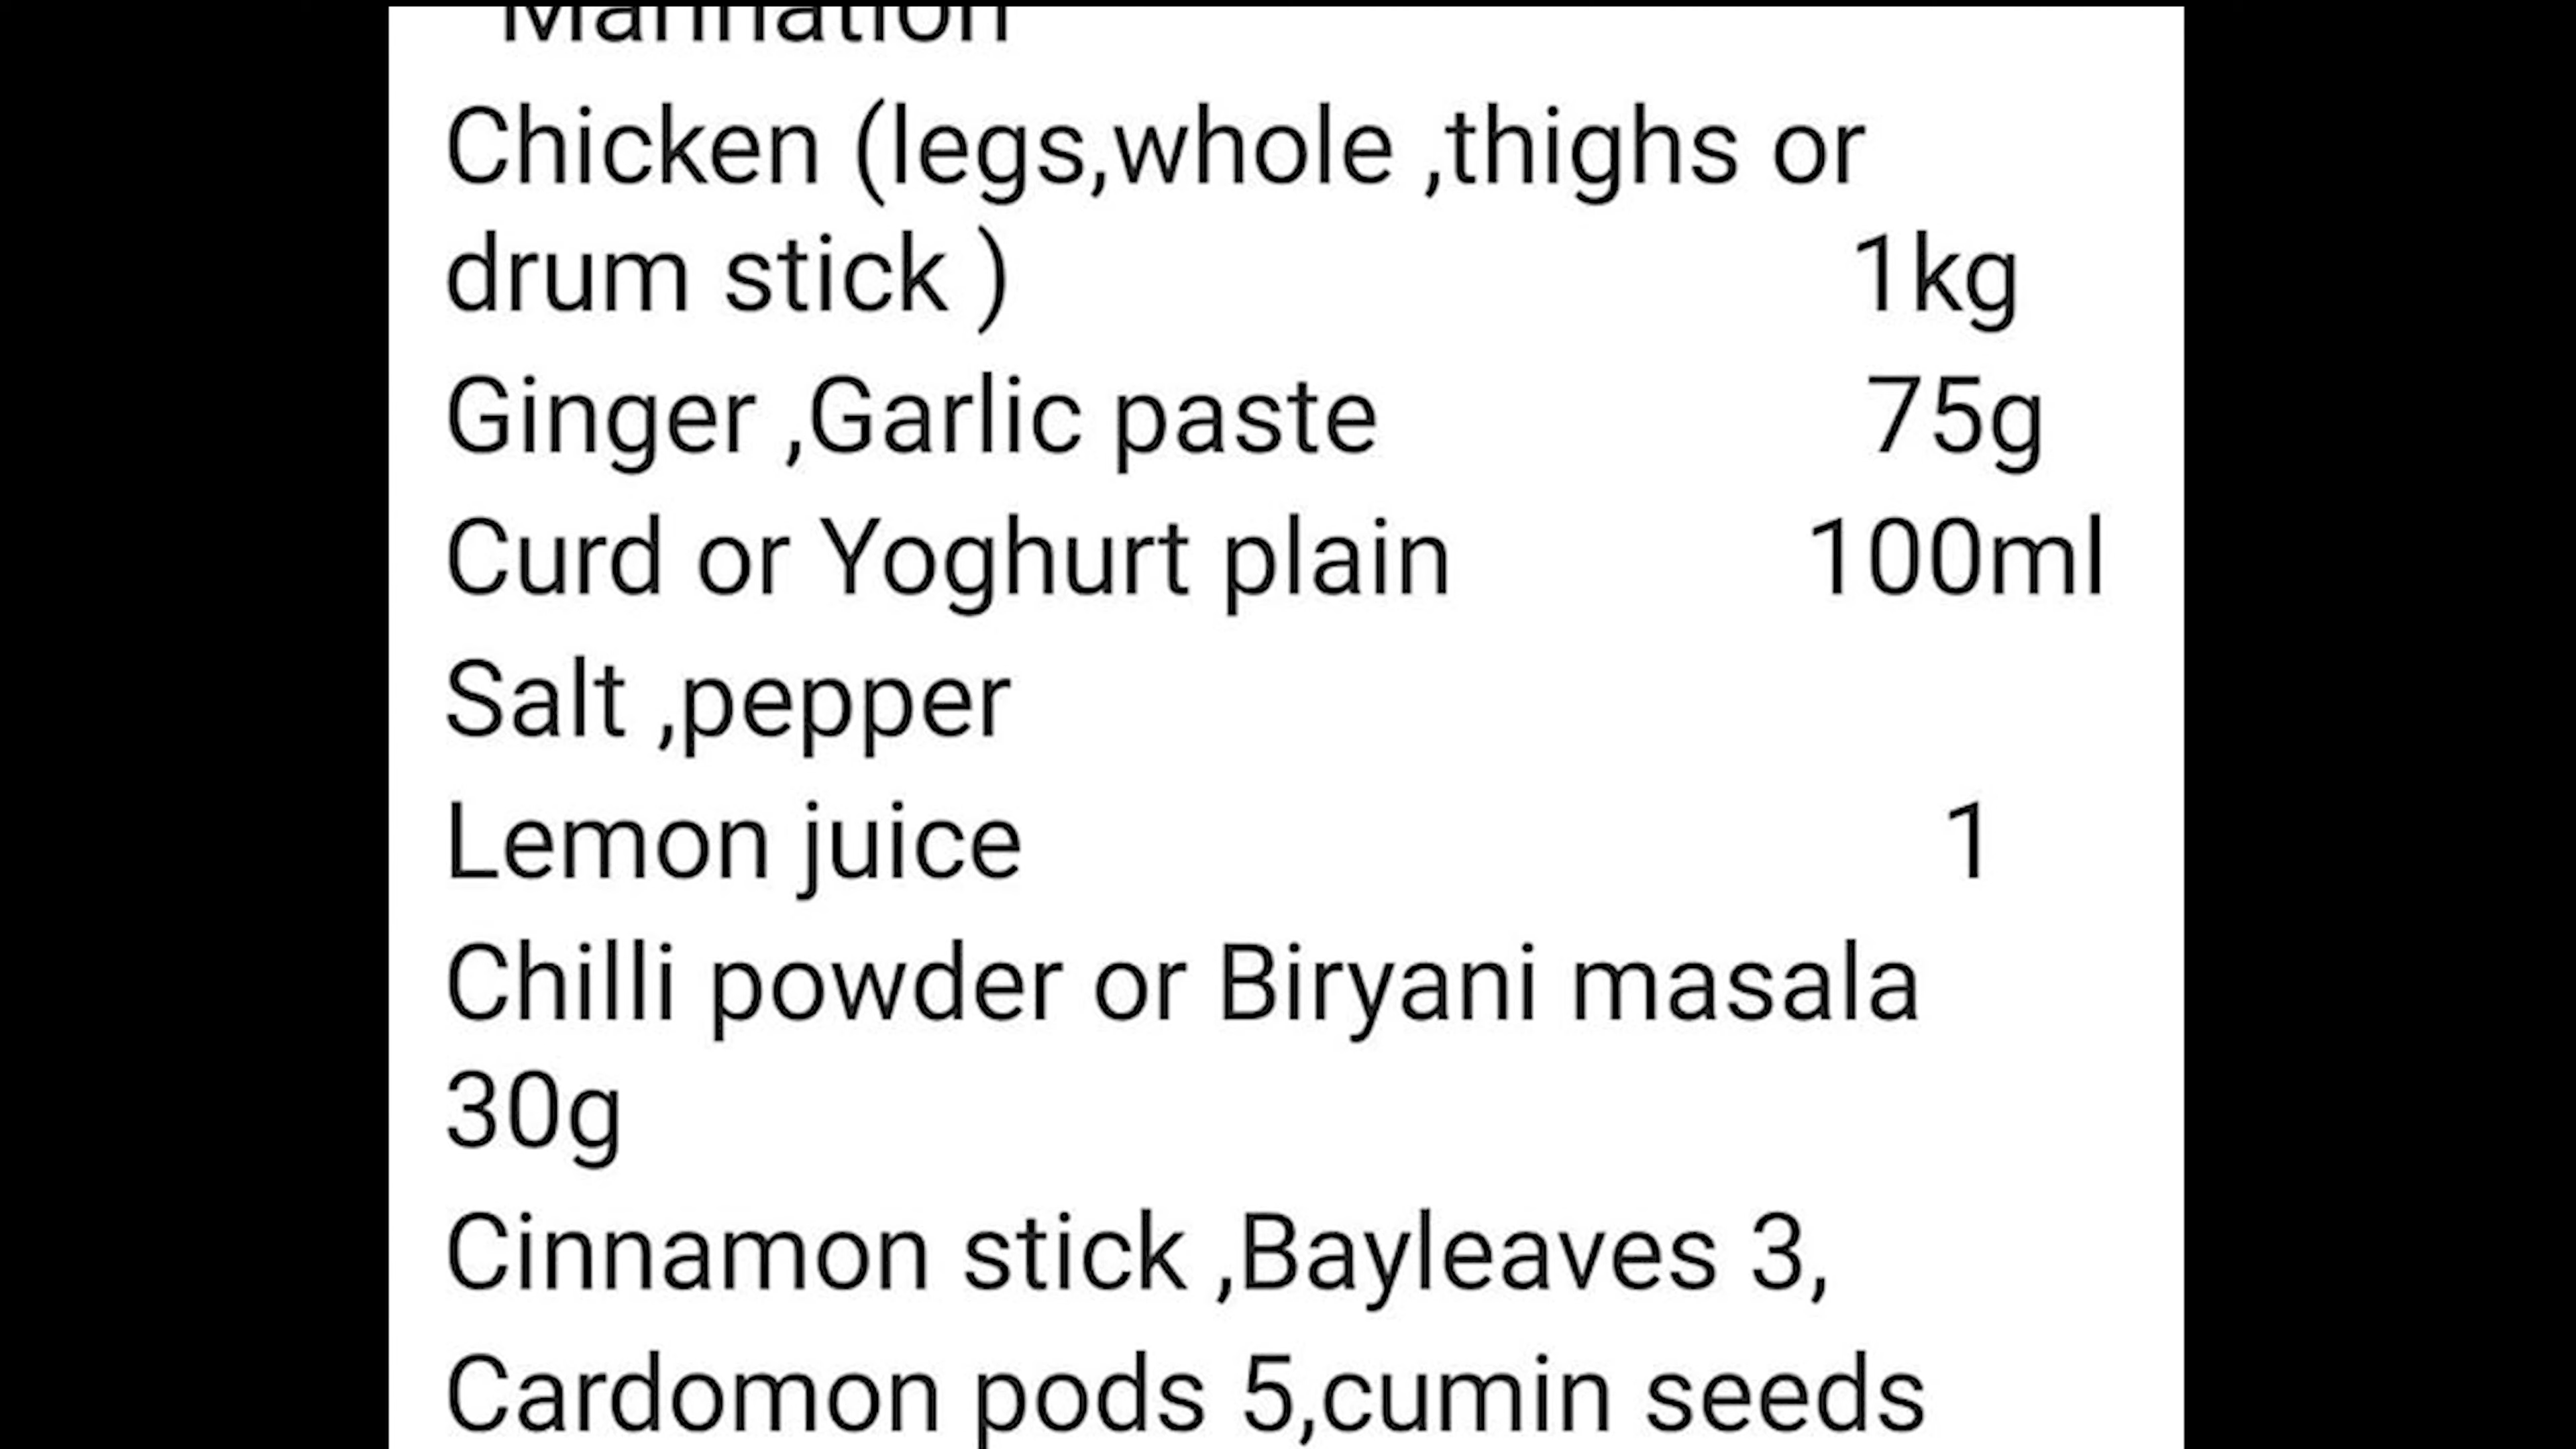 Marination
Chicken (legs,whole ,thighs or
drum stick ) 1kg
Ginger ,Garlic paste 75g
Curd or Yoghurt plain 100ml
Salt ,pepper
Lemon juice 1
Chilli powder or Biryani masala
30g
Cinnamon stick ,Bayleaves 3,
Cardomon pods 5,cumin seeds